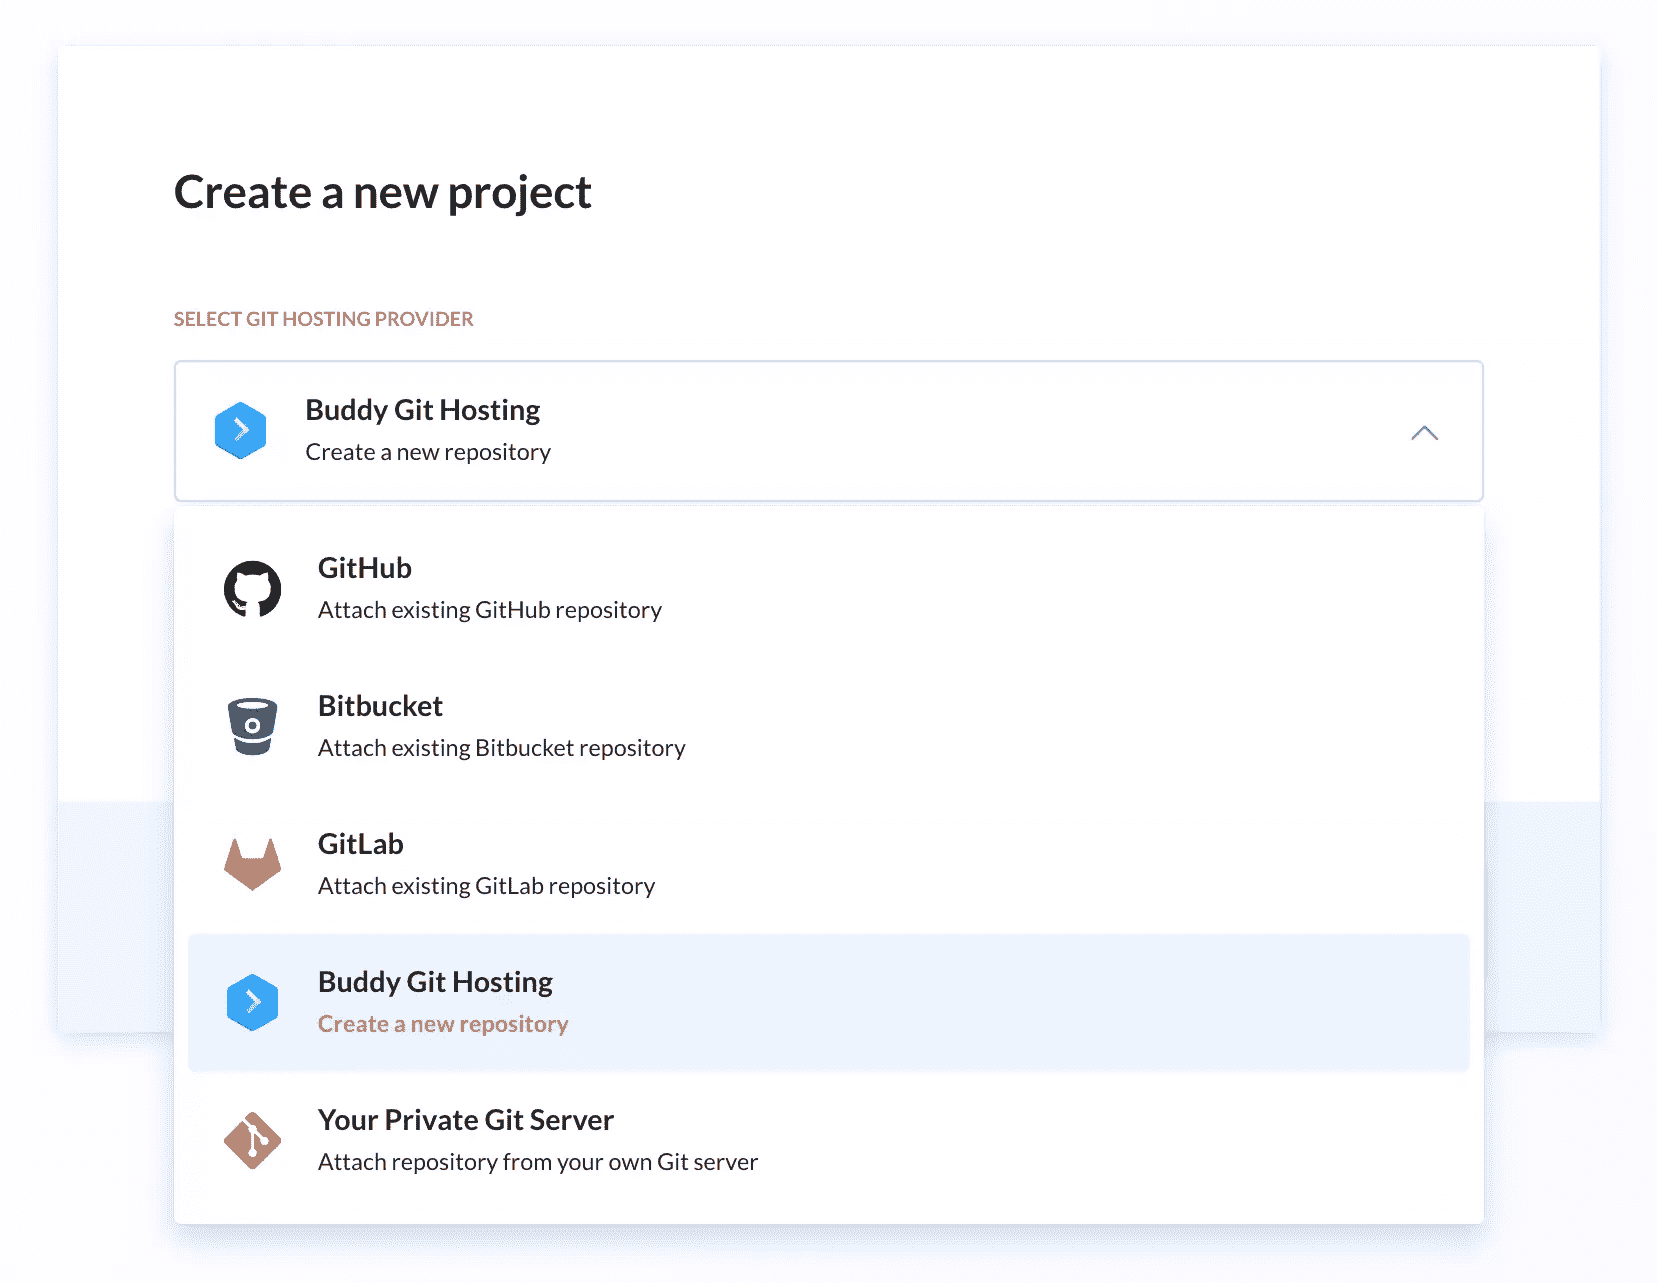 Create a new project
SELECT GIT HOSTING PROVIDER
Buddy Git Hosting
Create a new repository
GitHub
Attach existing GitHub repository
Bitbucket
Attach existing Bitbucket repository
GitLab
Attach existing GitLab repository
Buddy Git Hosting
Create a new repository
Your Private Git Server
Attach repository from your own Git server